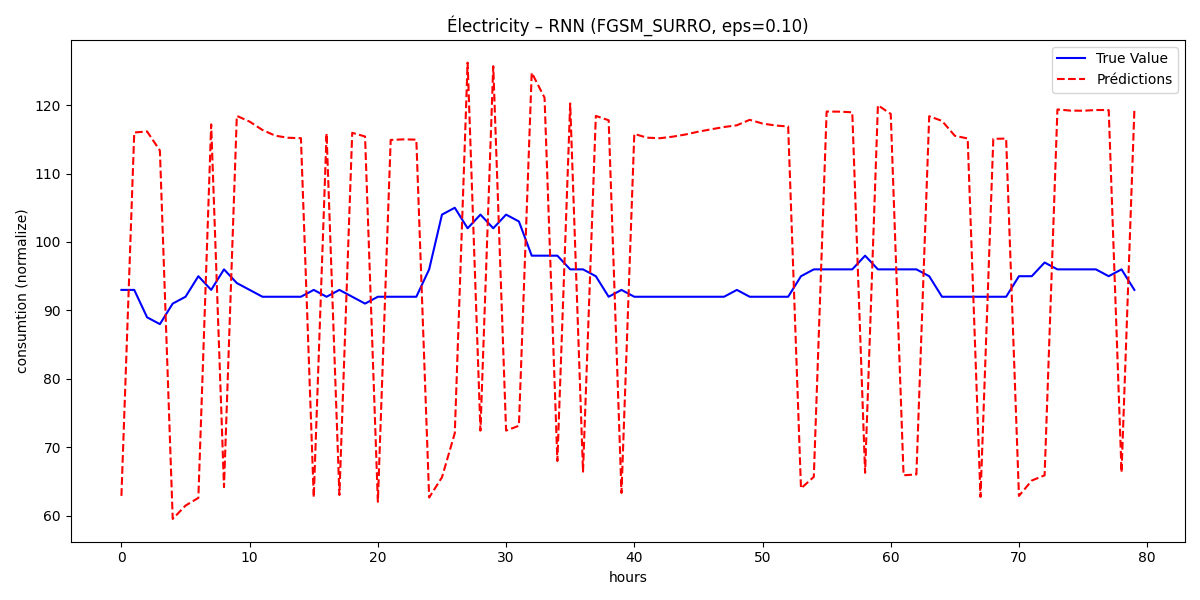 Électricity – RNN (FGSM_SURRO, eps=0.10)
True Value
Prédictions
consumtion (normalize)
120
110
100
90
80
70
60
0 10 20 30 40 50 60 70 80
hours